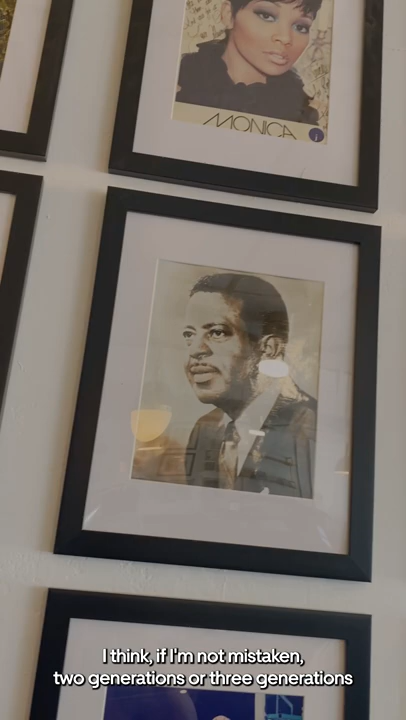 MONICA
I think, if I'm not mistaken,
two generations or three generations